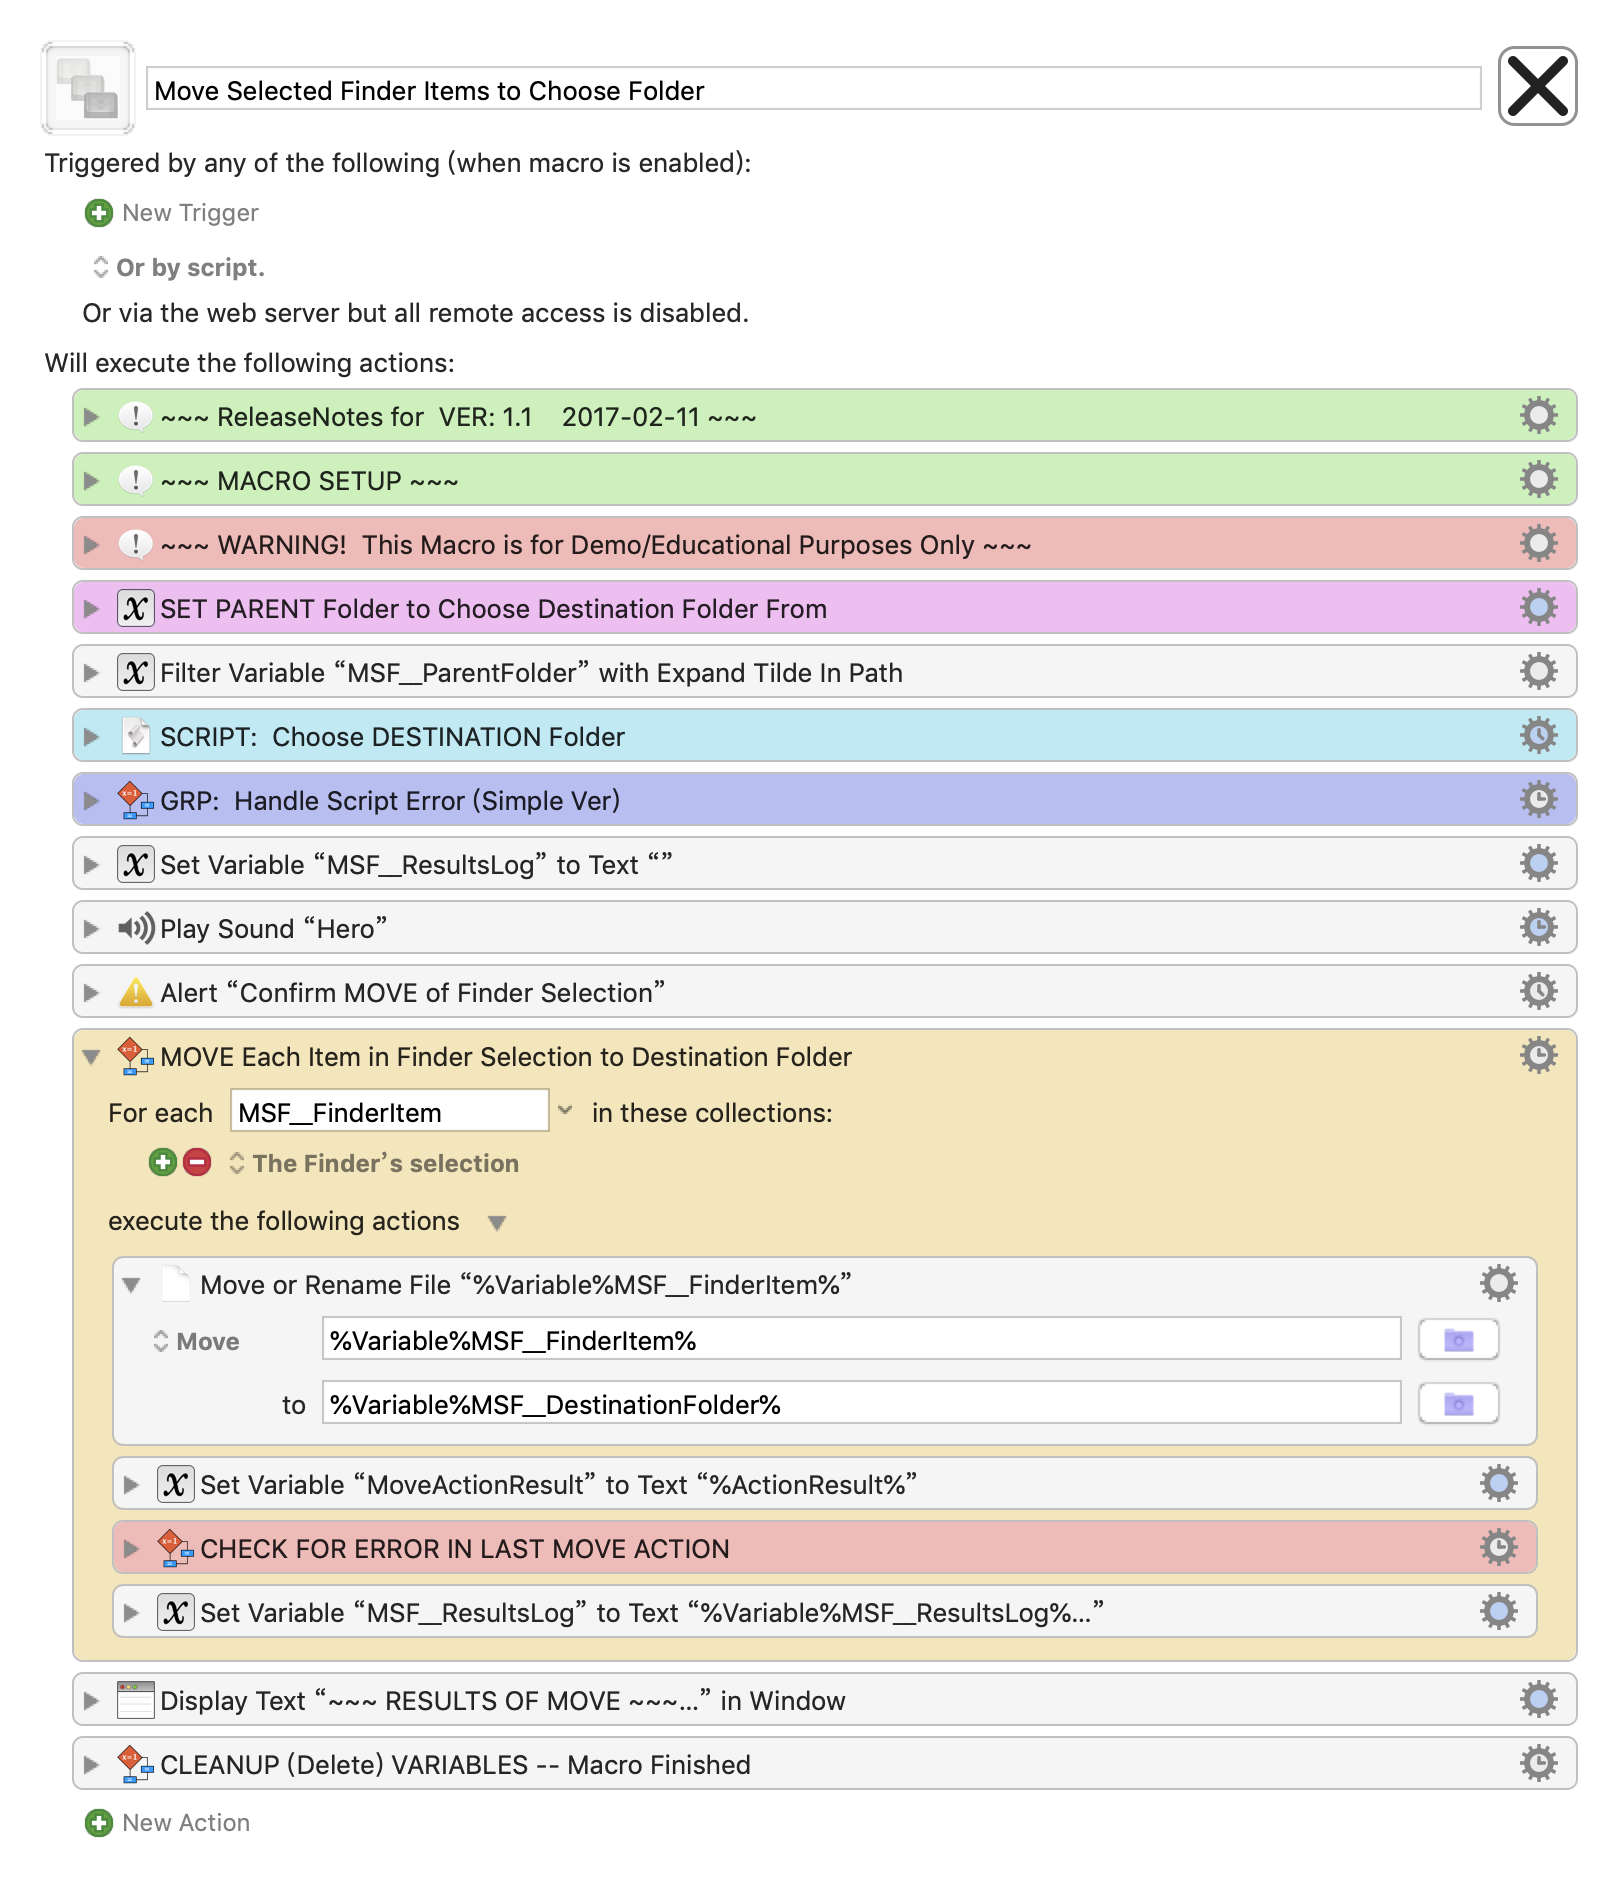 Move Selected Finder Items to Choose Folder
Triggered by any of the following (when macro is enabled):
New Trigger
Or by script.
Or via the web server but all remote access is disabled.
Will execute the following actions:
~~~ ReleaseNotes for  VER: 1.1    2017-02-11 ~~~
~~~ MACRO SETUP ~~~
~~~ WARNING!  This Macro is for Demo/Educational Purposes Only ~~~
SET PARENT Folder to Choose Destination Folder From
Filter Variable “MSF__ParentFolder” with Expand Tilde In Path
SCRIPT:  Choose DESTINATION Folder
GRP:  Handle Script Error (Simple Ver)
Set Variable “MSF__ResultsLog” to Text “”
Play Sound “Hero”
Alert “Confirm MOVE of Finder Selection”
MOVE Each Item in Finder Selection to Destination Folder
For each MSF__FinderItem in these collections:
The Finder’s selection
execute the following actions
Move or Rename File “%Variable%MSF__FinderItem%”
Move %Variable%MSF__FinderItem%
to %Variable%MSF__DestinationFolder%
Set Variable “MoveActionResult” to Text “%ActionResult%”
CHECK FOR ERROR IN LAST MOVE ACTION
Set Variable “MSF__ResultsLog” to Text “%Variable%MSF__ResultsLog%…”
Display Text “~~~ RESULTS OF MOVE ~~~…” in Window
CLEANUP (Delete) VARIABLES -- Macro Finished
New Action